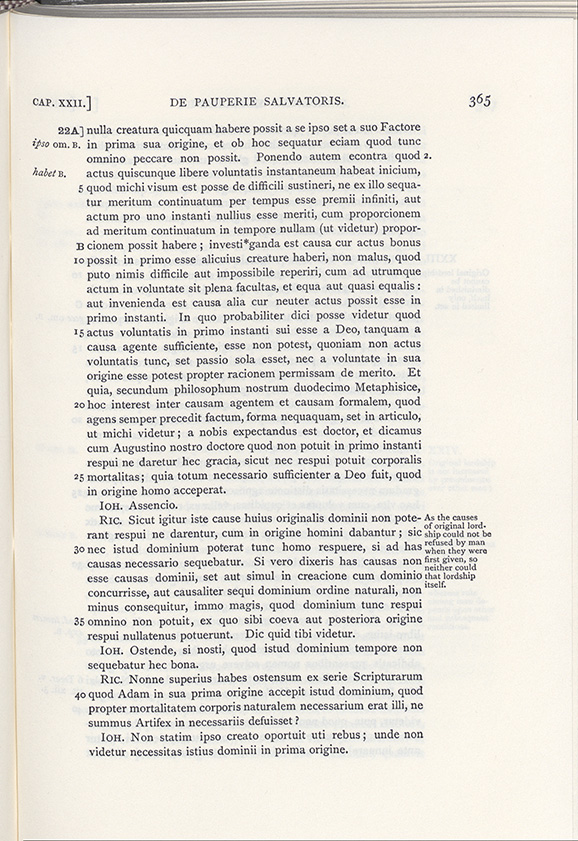 CAP. XXII.] DE PAUPERIE SALVATORIS. 365
22A] nulla creatura quicquam habere possit a se ipso set a suo Factore
ipso om. B. in prima sua origine, et ob hoc sequatur eciam quod tunc
omnino peccare non possit. Ponendo autem econtra quod 2.
habet B. actus quiscunque libere voluntatis instantaneum habeat inicium,
5 quod michi visum est posse de difficili sustineri, ne ex illo sequa-
tur meritum continuatum per tempus esse premii infiniti, aut
actum pro uno instanti nullius esse meriti, cum proporcionem
ad meritum continuatum in tempore nullam (ut videtur) propor-
B cionem possit habere ; investi*ganda est causa cur actus bonus
10 possit in primo esse alicuius creature haberi, non malus, quod
puto nimis difficile aut impossibile reperiri, cum ad utrumque
actum in voluntate sit plena facultas, et equa aut quasi equalis :
aut invenienda est causa alia cur neuter actus possit esse in
primo instanti. In quo probabiliter dici posse videtur quod
15 actus voluntatis in primo instanti sui esse a Deo, tanquam a
causa agente sufficiente, esse non potest, quoniam non actus
voluntatis tunc, set passio sola esset, nec a voluntate in sua
origine esse potest propter racionem permissam de merito. Et
quia, secundum philosophum nostrum duodecimo Metaphisice,
20 hoc interest inter causam agentem et causam formalem, quod
agens semper precedit factum, forma nequaquam, set in articulo,
ut michi videtur ; a nobis expectandus est doctor, et dicamus
cum Augustino nostro doctore quod non potuit in primo instanti
respui ne daretur hec gracia, sicut nec respui potuit corporalis
25 mortalitas ; quia totum necessario sufficienter a Deo fuit, quod
in origine homo acceperat.
IOH. Assencio.
RIC. Sicut igitur iste cause huius originalis dominii non pote-
rant respui ne darentur, cum in origine homini dabantur ; sic
30 nec istud dominium poterat tunc homo respuere, si ad has
causas necessario sequebatur. Si vero dixeris has causas non
esse causas dominii, set aut simul in creacione cum dominio
concurrisse, aut causaliter sequi dominium ordine naturali, non
minus consequitur, immo magis, quod dominium tunc respui
35 omnino non potuit, ex quo sibi coeva aut posteriora origine
respui nullatenus potuerunt. Dic quid tibi videtur.
IOH. Ostende, si nosti, quod istud dominium tempore non
sequebatur hec bona.
RIC. Nonne superius habes ostensum ex serie Scripturarum
40 quod Adam in sua prima origine accepit istud dominium, quod
propter mortalitatem corporis naturalem necessarium erat illi, ne
summus Artifex in necessariis defuisset ?
IOH. Non statim ipso creato oportuit uti rebus ; unde non
videtur necessitas istius dominii in prima origine.
As the causes
of original lord-
ship could not be
refused by man
when they were
first given, so
neither could
that lordship
itself.